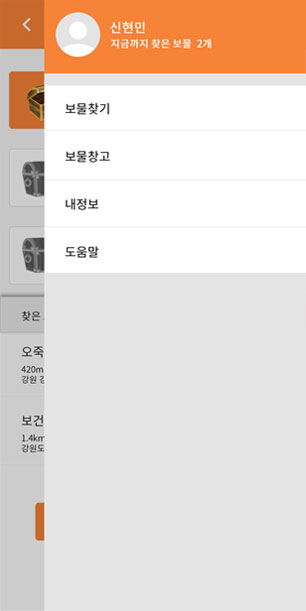 신현민
지금까지 찾은 보물 2개
보물찾기
보물창고
내정보
도움말
찾은
오죽
420m
강원 강
보건
1.4km
강원도